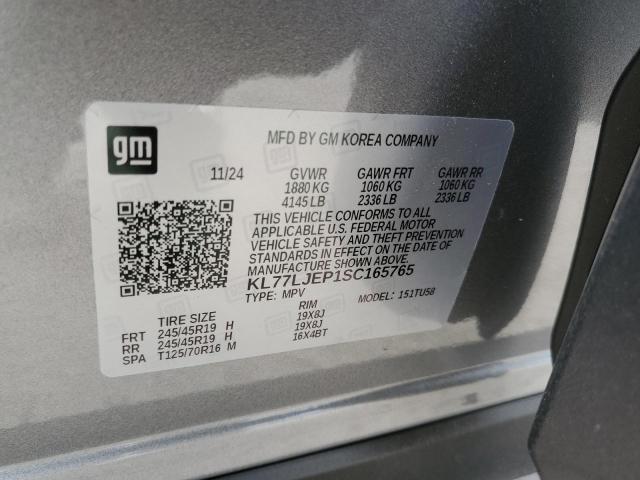 gm
MFD BY GM KOREA COMPANY
11/24 GVWR GAWR FRT GAWR RR
1880 KG 1060 KG 1060 KG
4145 LB 2336 LB 2336 LB
THIS VEHICLE CONFORMS TO ALL
APPLICABLE U.S. FEDERAL MOTOR
VEHICLE SAFETY AND THEFT PREVENTION
STANDARDS IN EFFECT ON THE DATE OF
MANUFACTURE SHOWN ABOVE.
KL77LJEP1SC165765
TYPE: MPV MODEL: 151TU58
TIRE SIZE RIM
FRT 245/45R19 H 19X8J
RR 245/45R19 H 19X8J
SPA T125/70R16 M 16X4BT